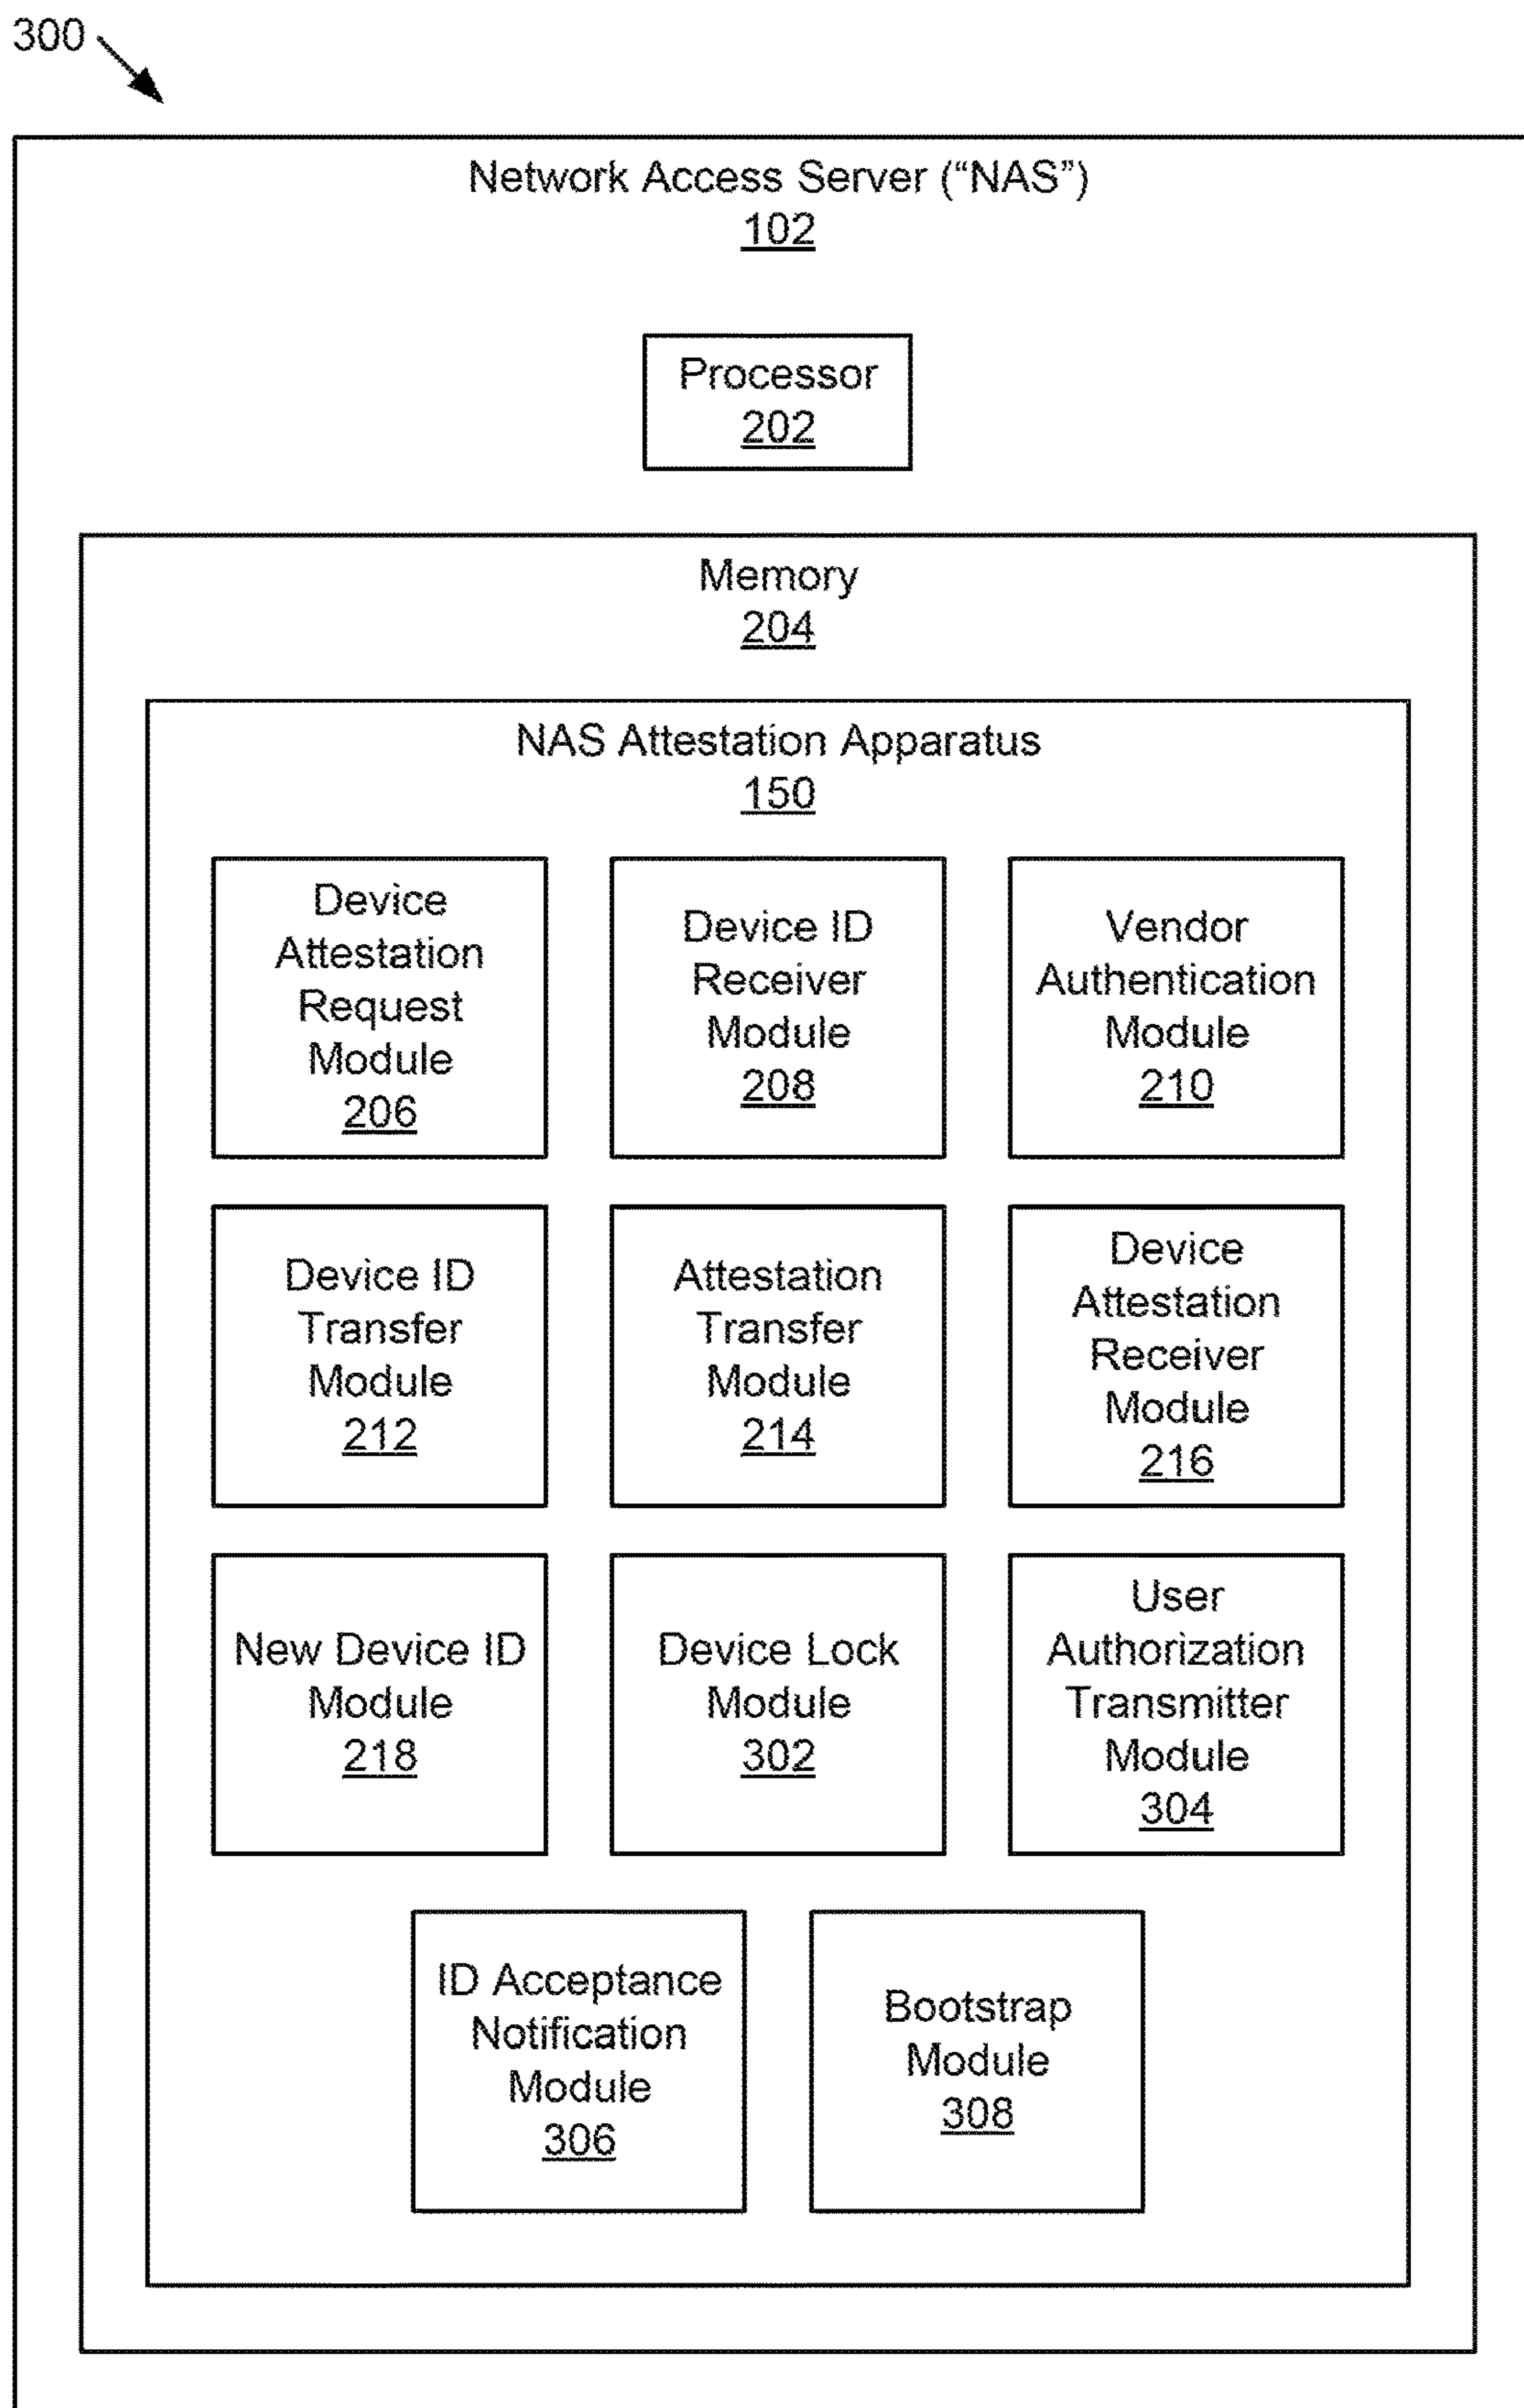 300
Network Access Server (“NAS”)
102
Processor
202
Memory
204
NAS Attestation Apparatus
150
Device
Attestation
Request
Module
206
Device ID
Receiver
Module
208
Vendor
Authentication
Module
210
Device ID
Transfer
Module
212
Attestation
Transfer
Module
214
Device
Attestation
Receiver
Module
216
New Device ID
Module
218
Device Lock
Module
302
User
Authorization
Transmitter
Module
304
ID Acceptance
Notification
Module
306
Bootstrap
Module
308